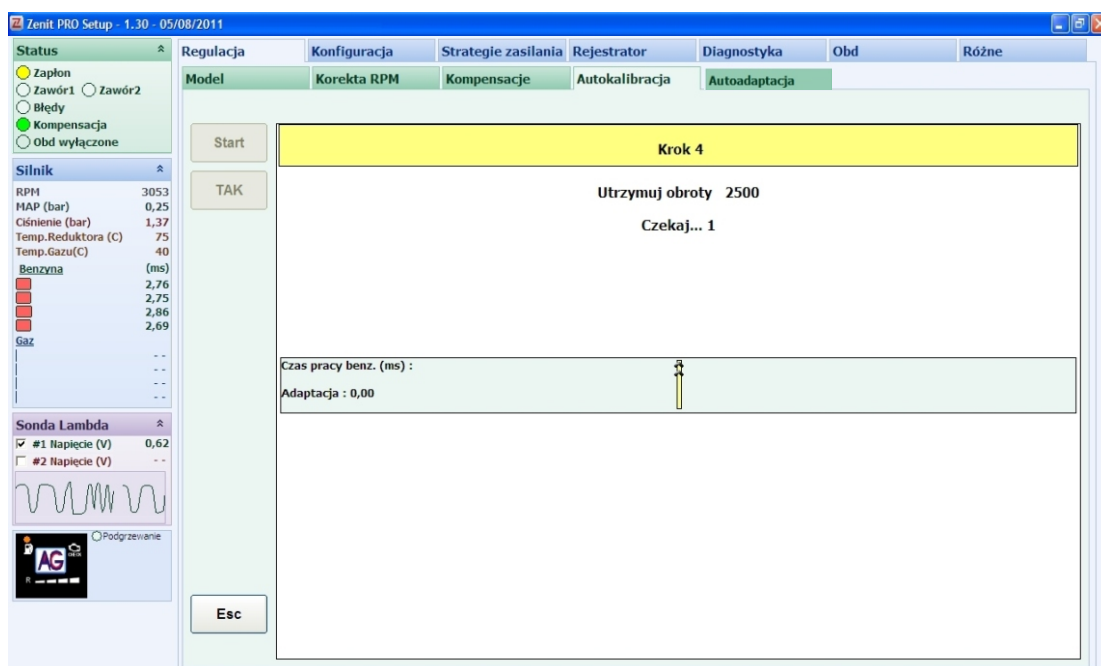 Zenit PRO Setup - 1.30 - 05/08/2011
Status
Zapłon
Zawór1 Zawór2
Błędy
Kompensacja
Obd wyłączone
Silnik
RPM 3053
MAP (bar) 0,25
Ciśnienie (bar) 1,37
Temp.Reduktora (C) 75
Temp.Gazu(C) 40
Benzyna (ms)
2,76
2,75
2,86
2,69
Gaz
- -
- -
- -
- -
Sonda Lambda
#1 Napięcie (V) 0,62
#2 Napięcie (V) - -
Podgrzewanie
AG
R
Regulacja Konfiguracja Strategie zasilania Rejestrator Diagnostyka Obd Różne
Model Korekta RPM Kompensacje Autokalibracja Autoadaptacja
Start
TAK
Esc
Krok 4
Utrzymuj obroty 2500
Czekaj... 1
Czas pracy benz. (ms) :
Adaptacja : 0,00